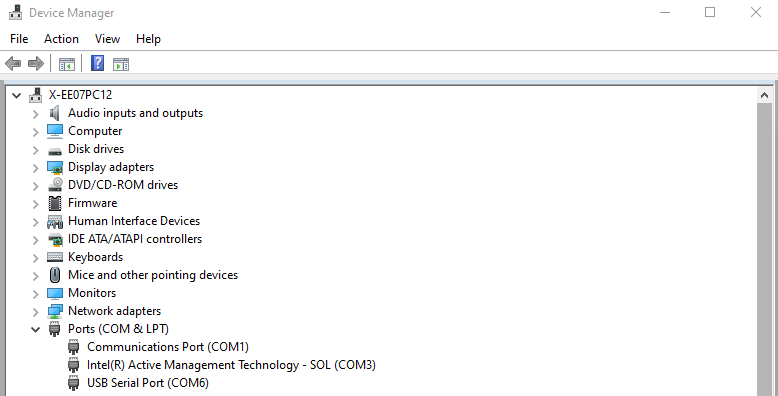 Device Manager
File Action View Help
X-EE07PC12
Audio inputs and outputs
Computer
Disk drives
Display adapters
DVD/CD-ROM drives
Firmware
Human Interface Devices
IDE ATA/ATAPI controllers
Keyboards
Mice and other pointing devices
Monitors
Network adapters
Ports (COM & LPT)
Communications Port (COM1)
Intel(R) Active Management Technology - SOL (COM3)
USB Serial Port (COM6)